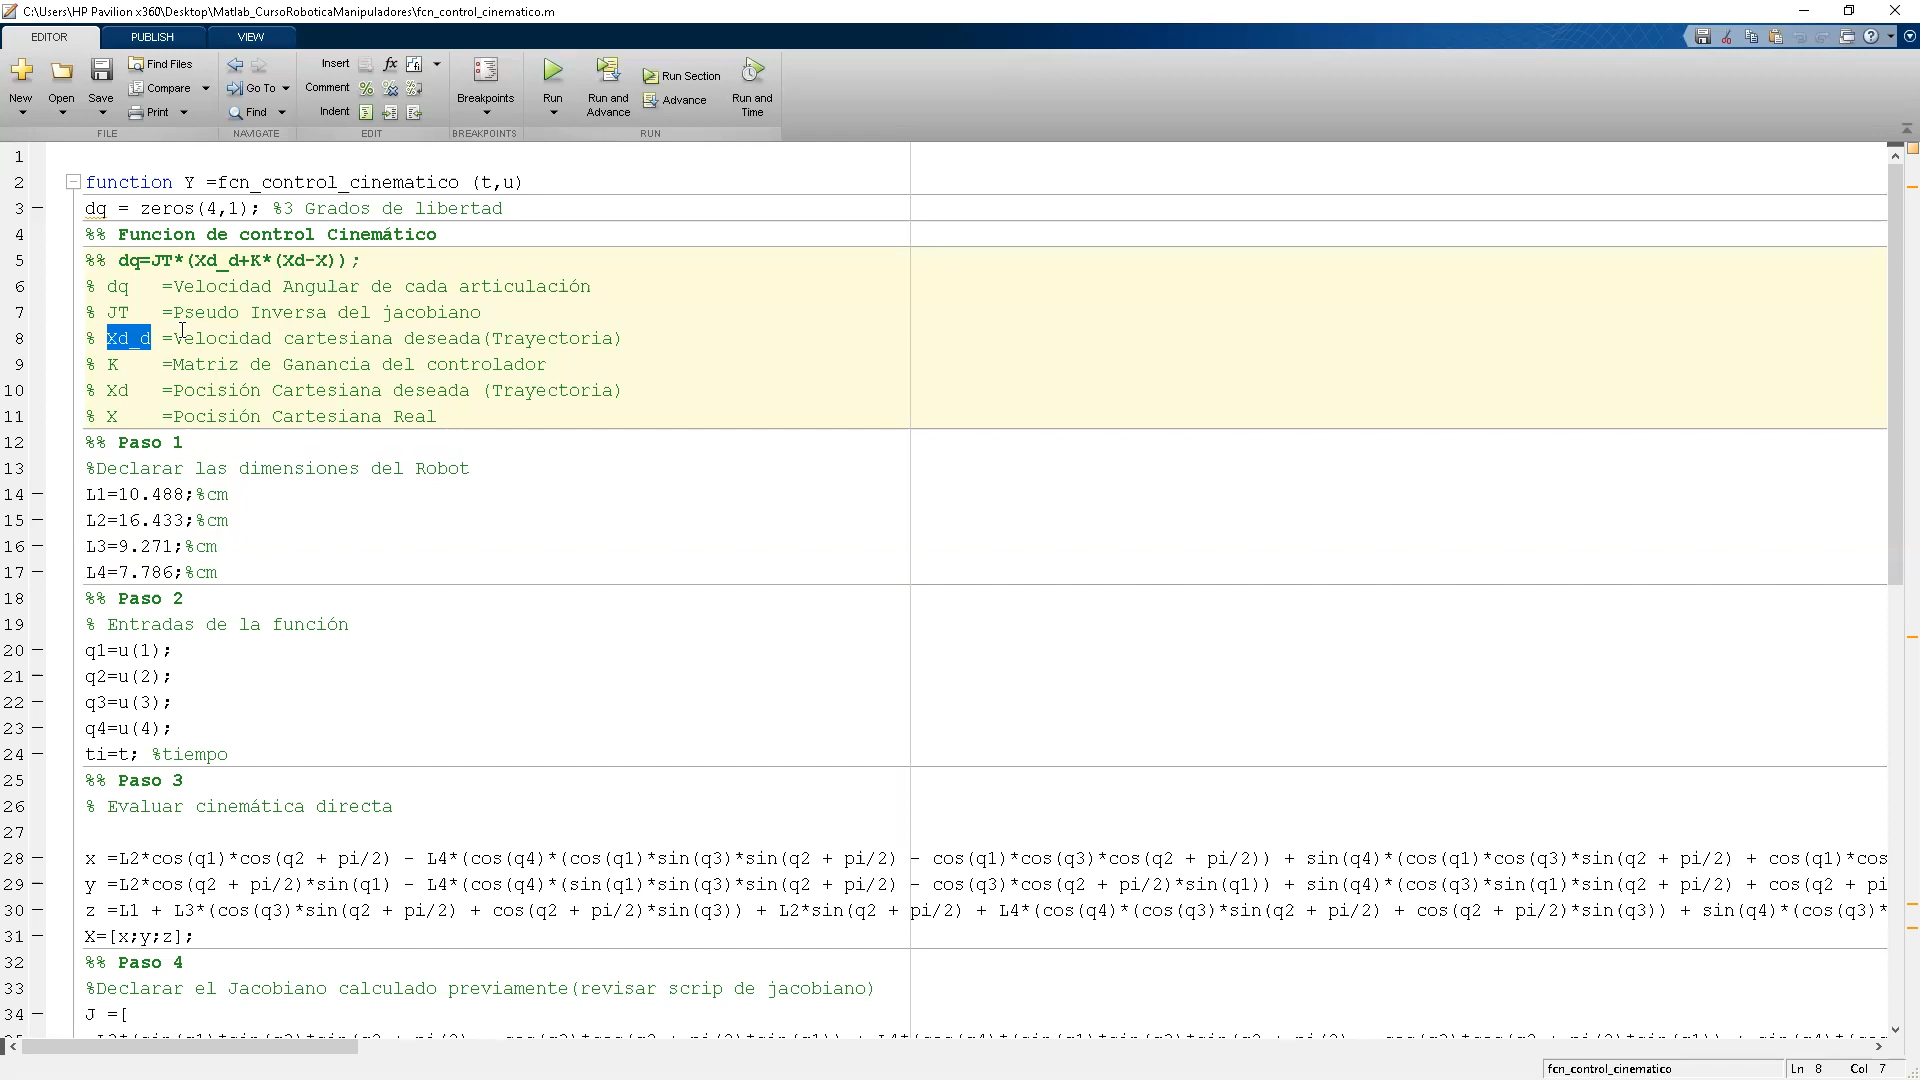 C:\Users\HP Pavilion x360\Desktop\Matlab_CursoRoboticaManipuladores\fcn_control_cinematico.m
EDITOR PUBLISH VIEW
New Open Save
Find Files
Compare
Print
Go To
Find
Insert
Comment
Indent
Breakpoints
Run
Run and Advance
Run Section
Advance
Run and Time
FILE NAVIGATE EDIT BREAKPOINTS RUN
1
2 function Y =fcn_control_cinematico (t,u)
3 dq = zeros(4,1); %3 Grados de libertad
4 %% Funcion de control Cinemático
5 %% dq=JT*(Xd_d+K*(Xd-X));
6 % dq =Velocidad Angular de cada articulación
7 % JT =Pseudo Inversa del jacobiano
8 % Xd_d =Velocidad cartesiana deseada(Trayectoria)
9 % K =Matriz de Ganancia del controlador
10 % Xd =Pocisión Cartesiana deseada (Trayectoria)
11 % X =Pocisión Cartesiana Real
12 %% Paso 1
13 %Declarar las dimensiones del Robot
14 L1=10.488;%cm
15 L2=16.433;%cm
16 L3=9.271;%cm
17 L4=7.786;%cm
18 %% Paso 2
19 % Entradas de la función
20 q1=u(1);
21 q2=u(2);
22 q3=u(3);
23 q4=u(4);
24 ti=t; %tiempo
25 %% Paso 3
26 % Evaluar cinemática directa
27
28 x =L2*cos(q1)*cos(q2 + pi/2) - L4*(cos(q4)*(cos(q1)*sin(q3)*sin(q2 + pi/2) - cos(q1)*cos(q3)*cos(q2 + pi/2)) + sin(q4)*(cos(q1)*cos(q3)*sin(q2 + pi/2) + cos(q1)*cos
29 y =L2*cos(q2 + pi/2)*sin(q1) - L4*(cos(q4)*(sin(q1)*sin(q3)*sin(q2 + pi/2) - cos(q3)*cos(q2 + pi/2)*sin(q1)) + sin(q4)*(cos(q3)*sin(q1)*sin(q2 + pi/2) + cos(q2 + pi
30 z =L1 + L3*(cos(q3)*sin(q2 + pi/2) + cos(q2 + pi/2)*sin(q3)) + L2*sin(q2 + pi/2) + L4*(cos(q4)*(cos(q3)*sin(q2 + pi/2) + cos(q2 + pi/2)*sin(q3)) + sin(q4)*(cos(q3)*
31 X=[x;y;z];
32 %% Paso 4
33 %Declarar el Jacobiano calculado previamente(revisar scrip de jacobiano)
34 J =[
fcn_control_cinematico Ln 8 Col 7